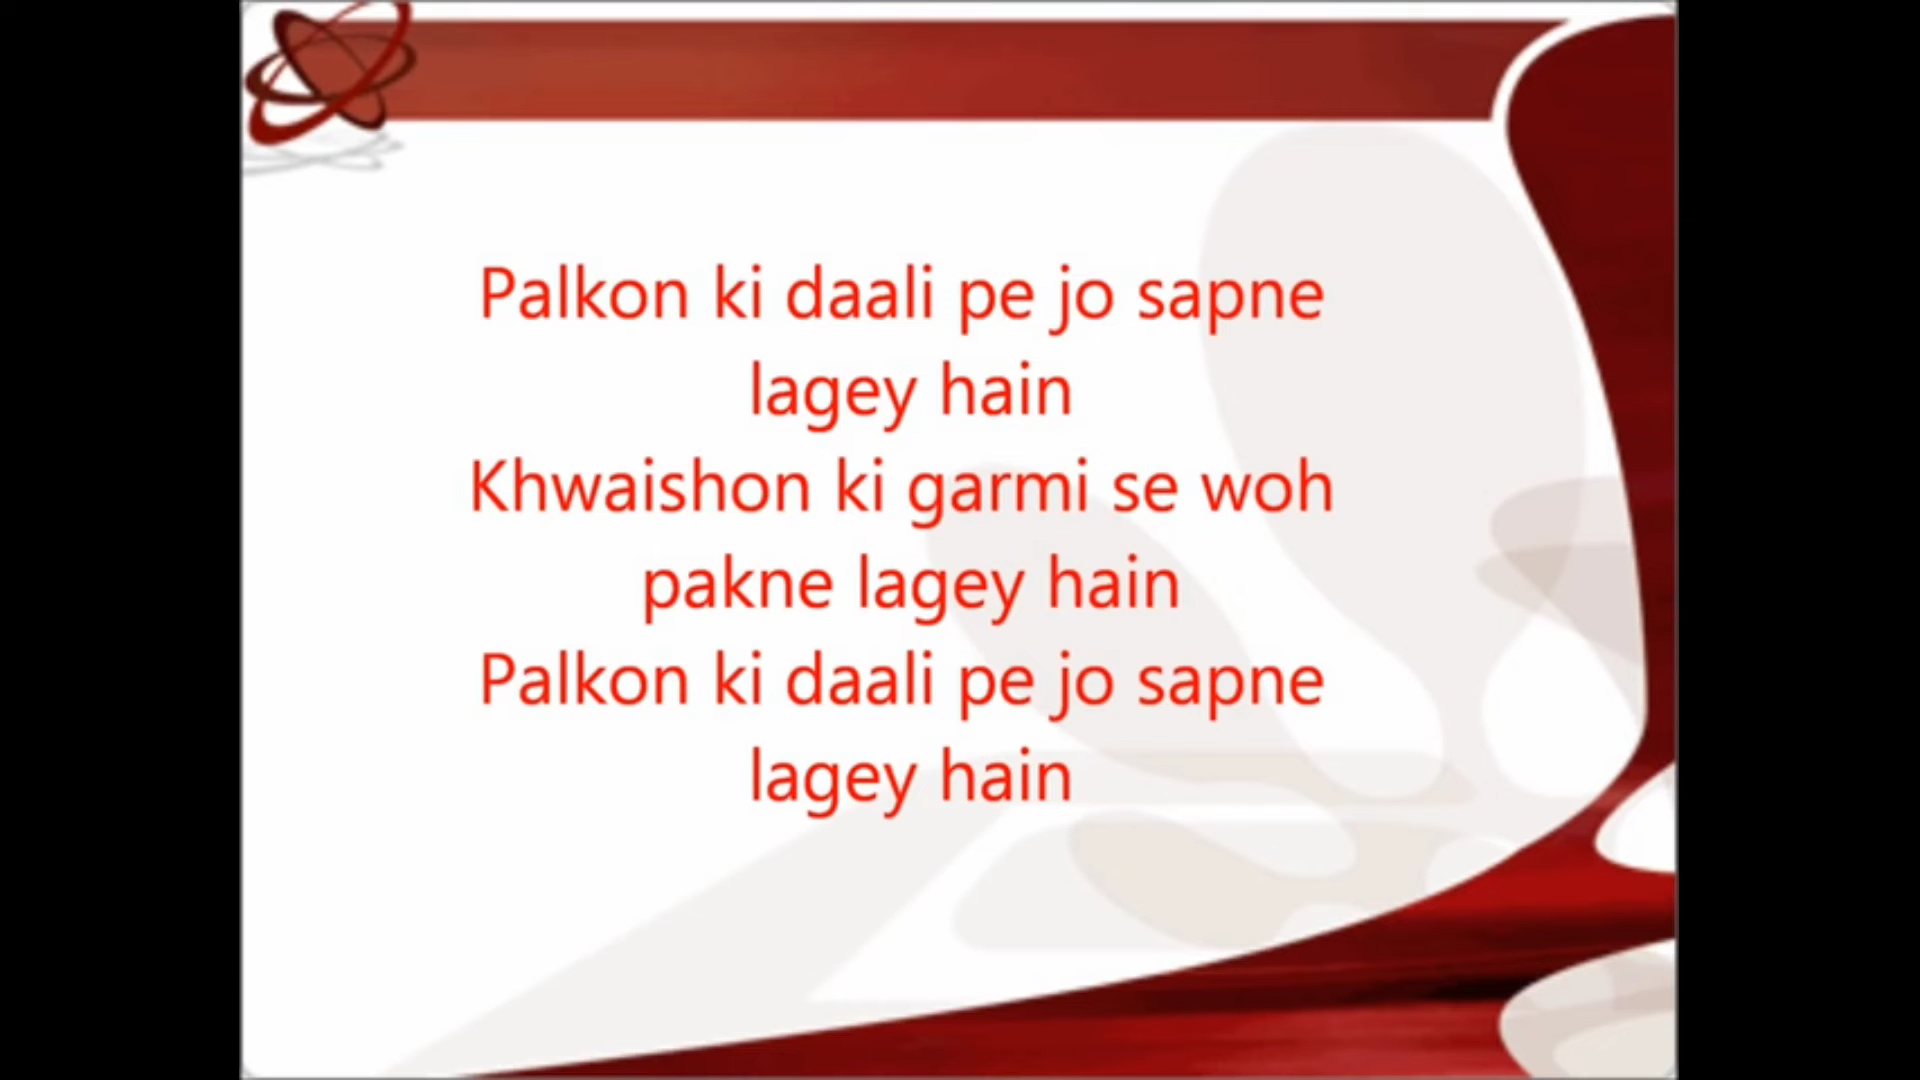 Palkon ki daali pe jo sapne
lagey hain
Khwaishon ki garmi se woh
pakne lagey hain
Palkon ki daali pe jo sapne
lagey hain